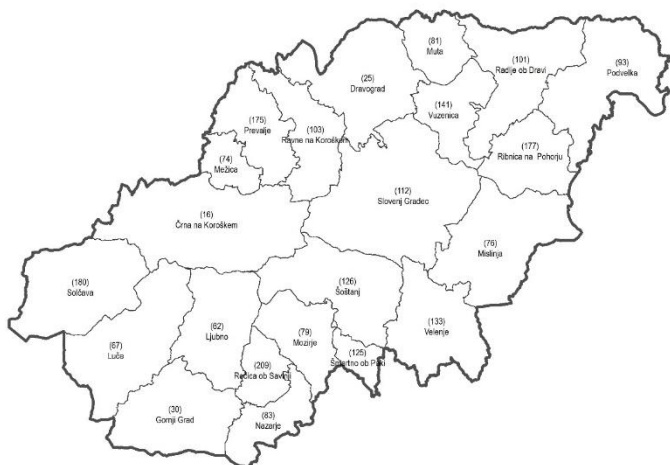 (81)
Muta
(101)
Radlje ob Dravi
(93)
Podvelka
(25)
Dravograd
(141)
Vuzenica
(175)
Prevalje
(103)
Ravne na Koroškem
(177)
Ribnica na Pohorju
(74)
Mežica
(112)
Slovenj Gradec
(16)
Črna na Koroškem
(76)
Mislinja
(180)
Solčava
(126)
Šoštanj
(133)
Velenje
(62)
Ljubno
(79)
Mozirje
(67)
Luče
(125)
Šmartno ob Paki
(209)
Rečica ob Savinji
(30)
Gornji Grad
(83)
Nazarje